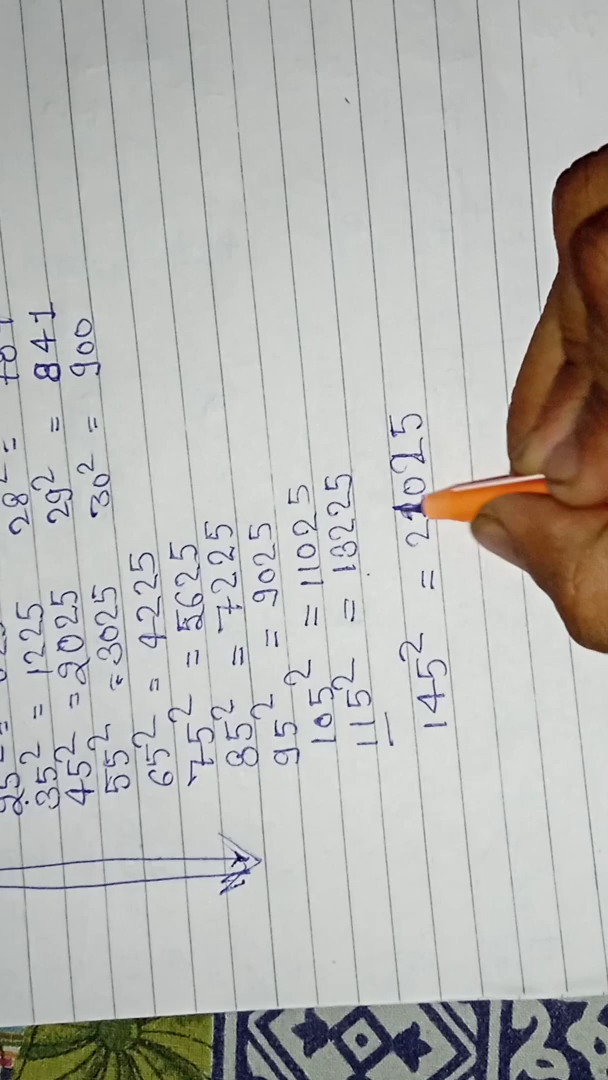 28² =
29² = 841
30² = 900
35² = 1225
45² = 2025
55² = 3025
65² = 4225
75² = 5625
85² = 7225
95² = 9025
105² = 11025
115² = 13225
145² = 21025